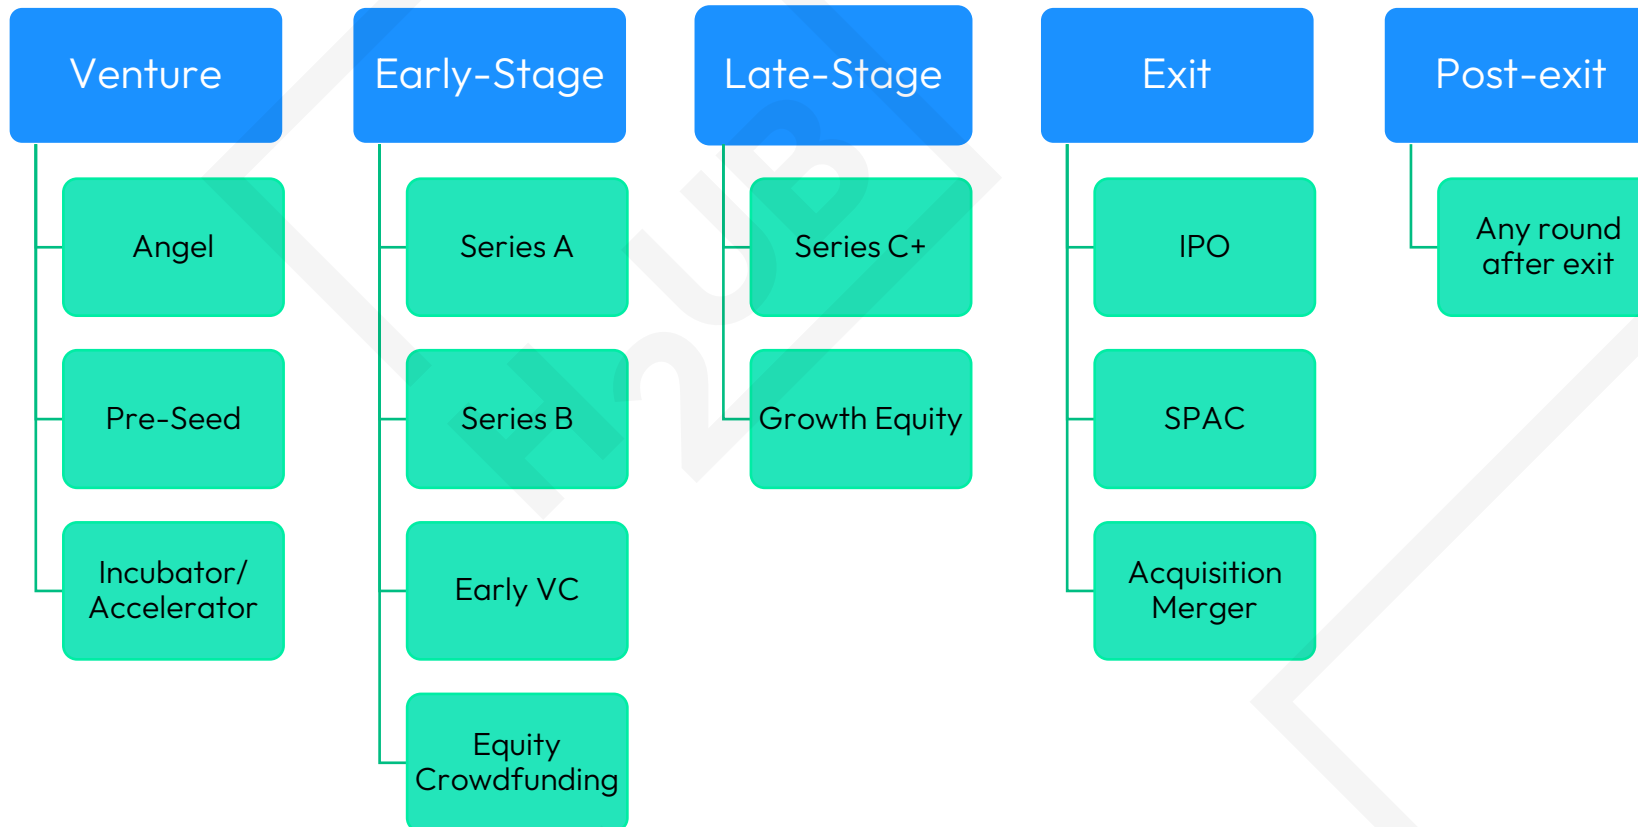 Venture
Early-Stage
Late-Stage
Exit
Post-exit
Angel
Series A
Series C+
IPO
Any round
after exit
Pre-Seed
Series B
Growth Equity
SPAC
Incubator/
Accelerator
Early VC
Acquisition
Merger
Equity
Crowdfunding
H2UB